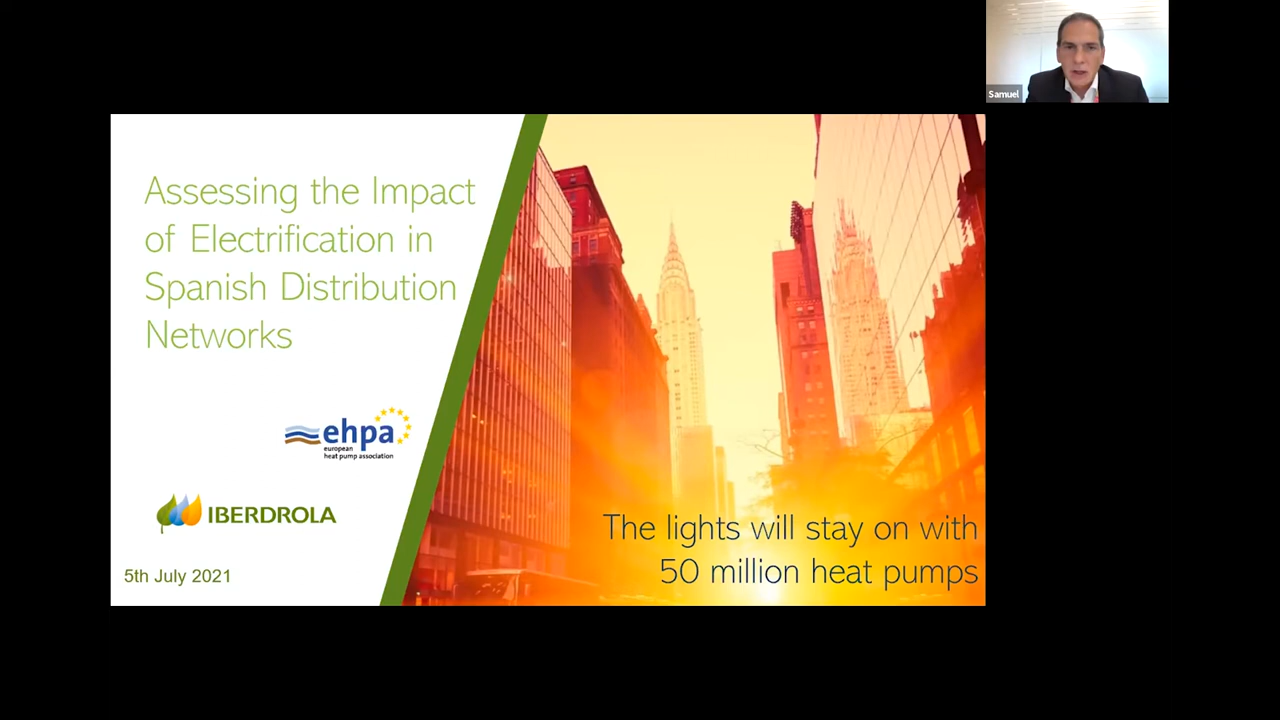 Samuel
Assessing the Impact
of Electrification in
Spanish Distribution
Networks
ehpa
european
heat pump association
IBERDROLA
5th July 2021
The lights will stay on with
50 million heat pumps